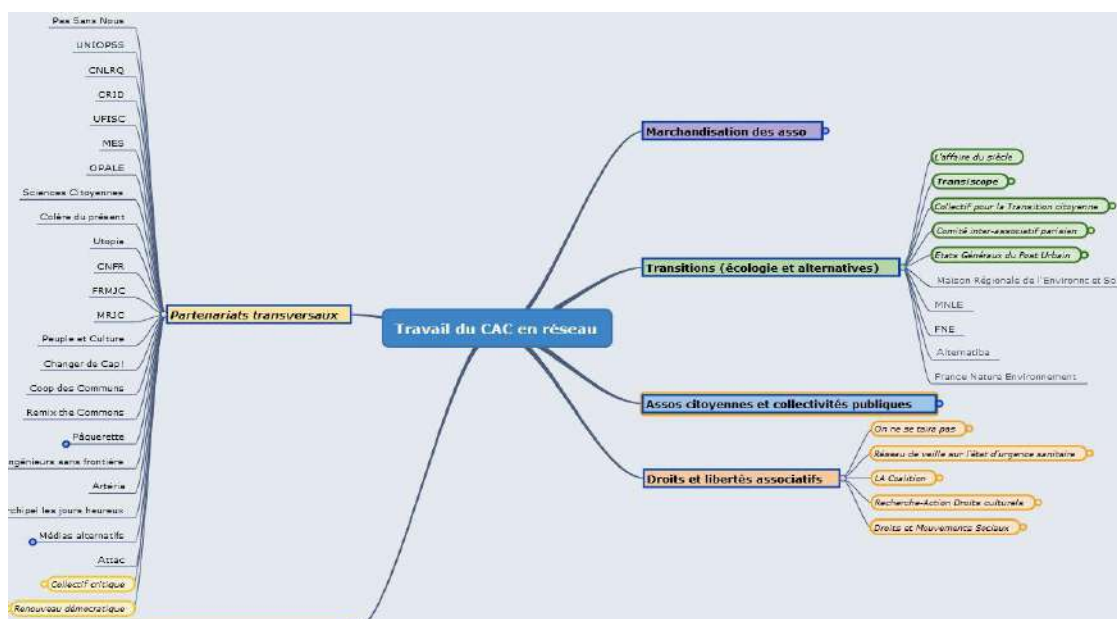 Pas Sans Nous
UNIOPSS
CNLRQ
CRID
UFISC
MES
OPALE
Sciences Citoyennes
Colère du présent
Utopia
CNFR
FRMJC
MRJC
Peuple et Culture
Changer de Cap!
Coop des Communs
Remix the Commons
Pâquerette
ngénieurs sans frontière
Artéria
rchipel les jours heureux
Médias alternatifs
Attac
Collectif critique
Renouveau démocratique
Partenariats transversaux
Travail du CAC en réseau
Marchandisation des asso
Transitions (écologie et alternatives)
L'affaire du siècle
Transiscope
Collectif pour la Transition citoyenne
Comité inter-associatif parisien
Etats Généraux du Post Urbain
Maison Régionale de l'Environnt et So
MNLE
FNE
Alternatiba
France Nature Environnement
Assos citoyennes et collectivités publiques
Droits et libertés associatifs
On ne se taira pas
Réseau de veille sur l'état d'urgence sanitaire
LA Coalition
Recherche-Action Droits culturels
Droits et Mouvements Sociaux